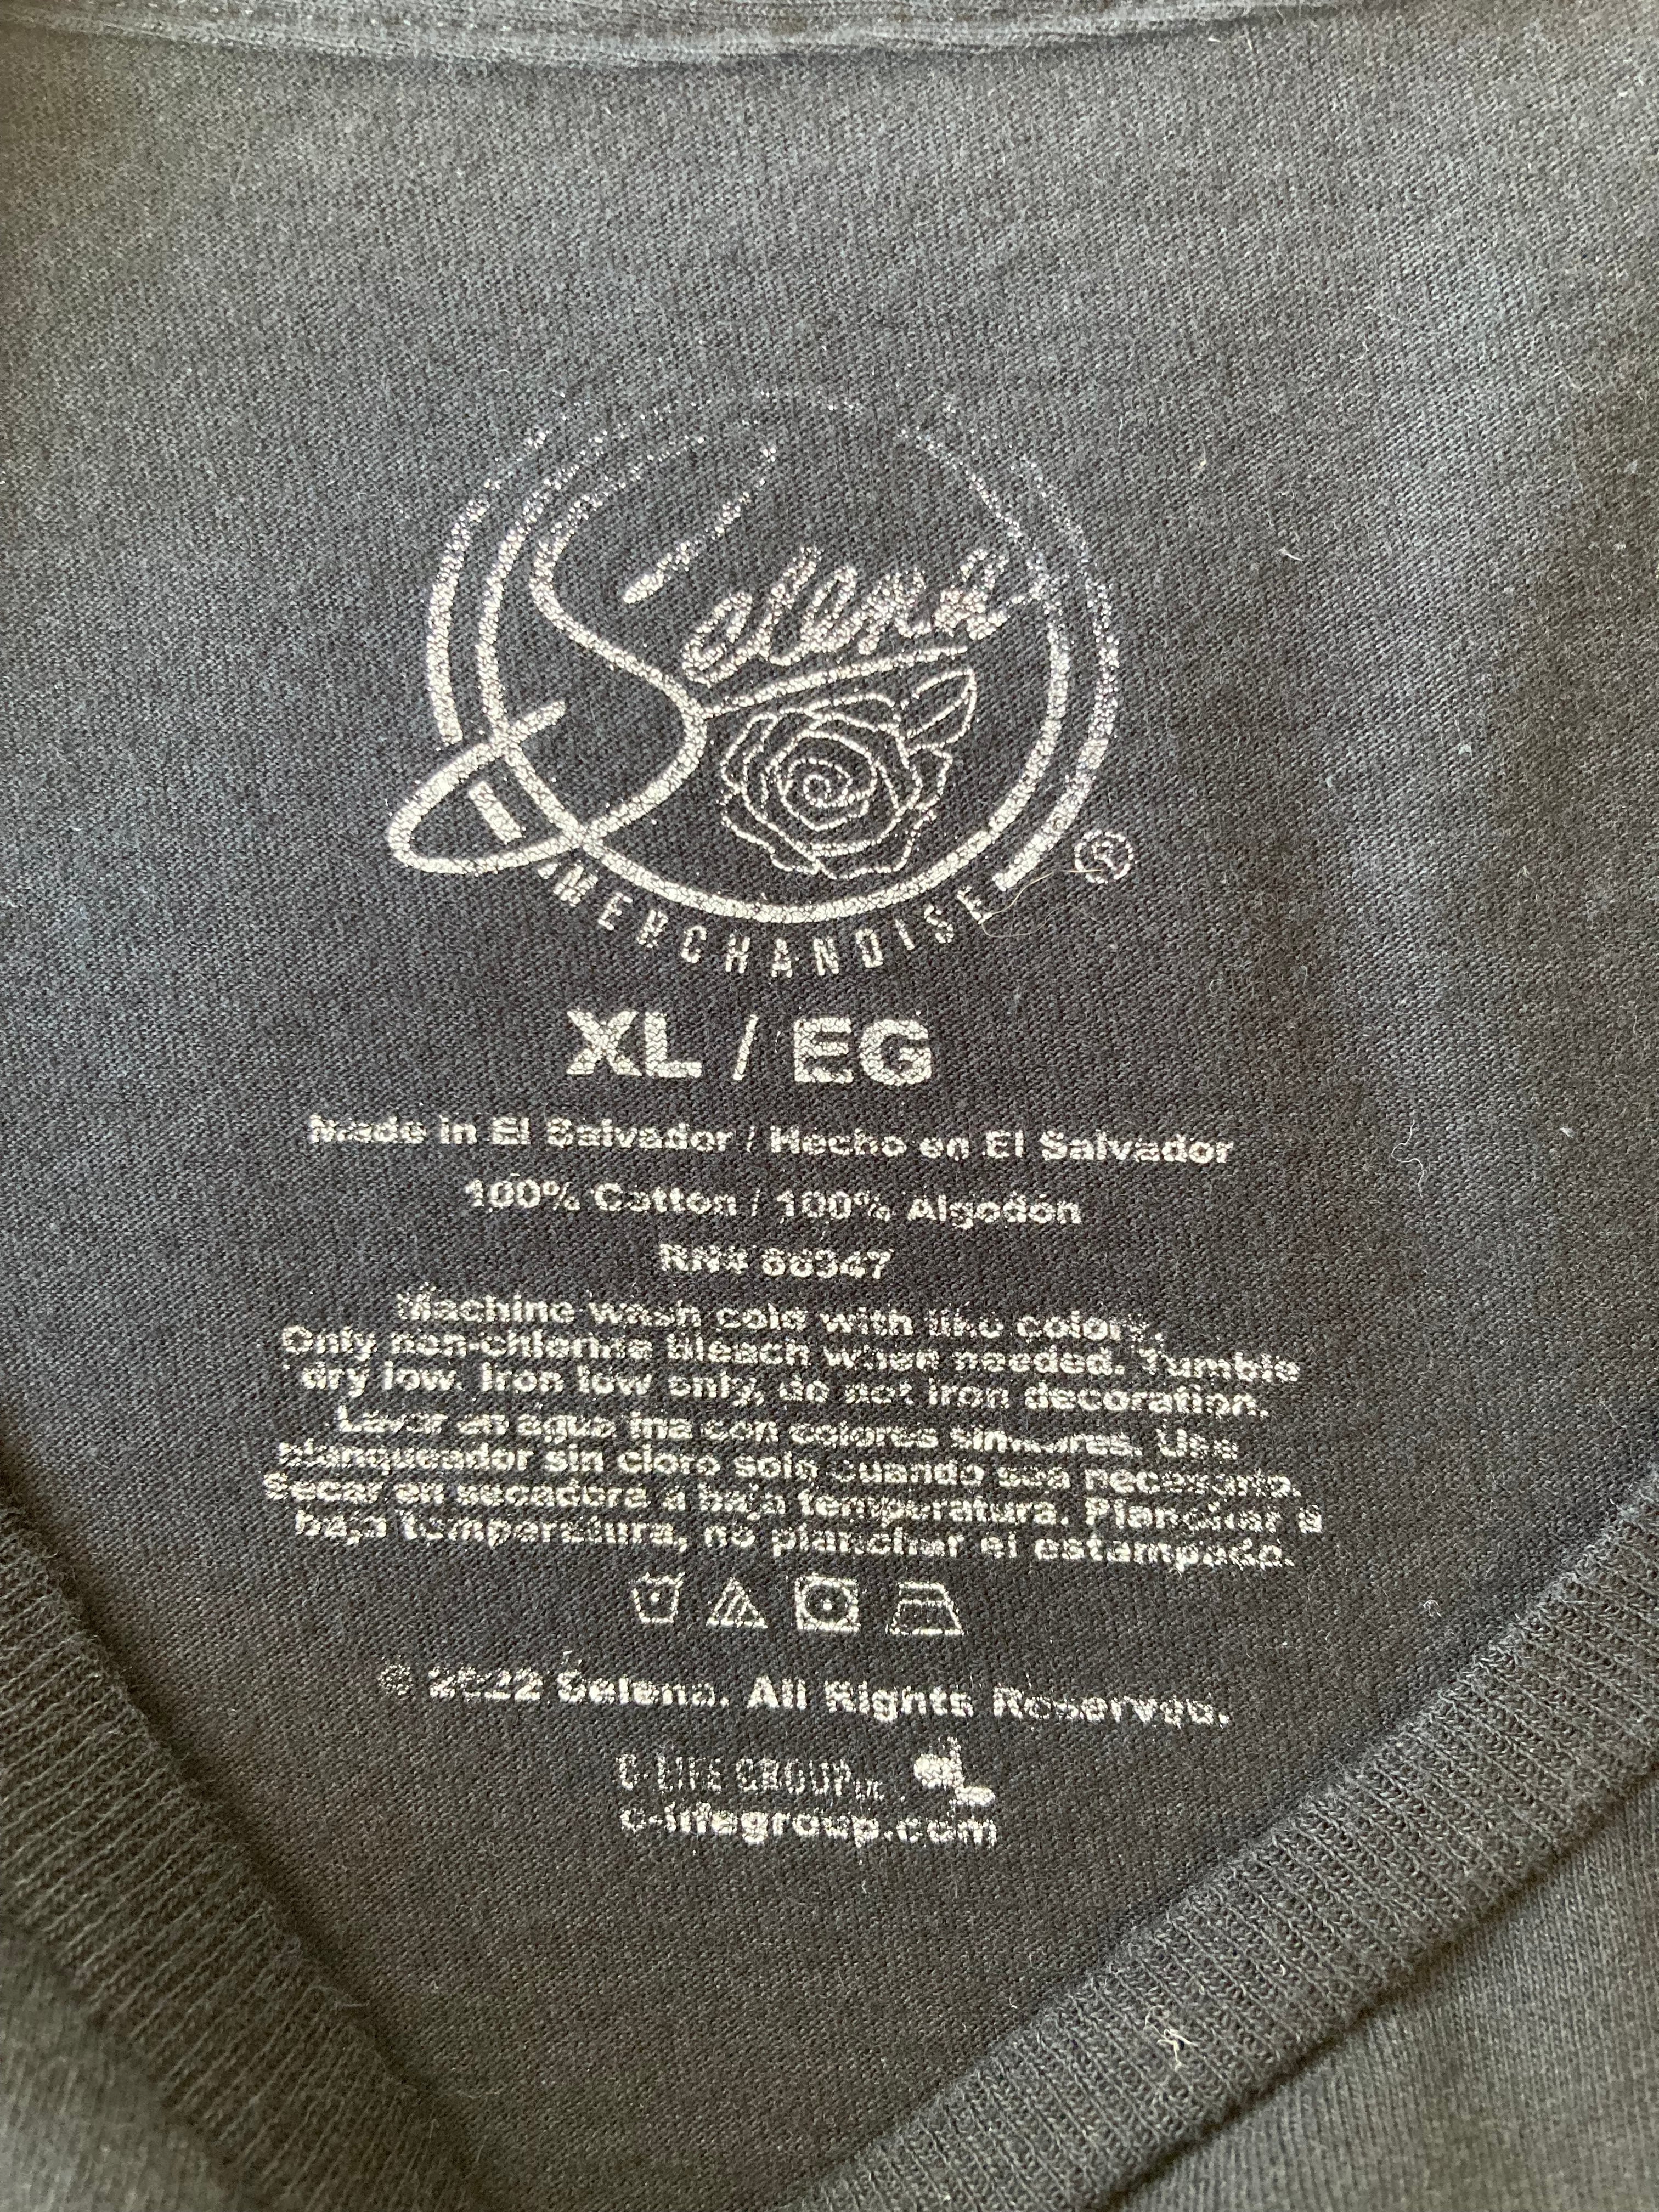 Selena
MERCHANDISE
®
XL / EG
Made in El Salvador / Hecho en El Salvador
100% Cotton / 100% Algodón
RN# 86347
Machine wash cold with like colors.
Only non-chlorine bleach when needed. Tumble
dry low. Iron low only, do not iron decoration.
Lavar en agua fria con colores similares. Use
blanqueador sin cloro solo cuando sea necesario.
Secar en secadora a baja temperatura. Planchar a
baja temperatura, no planchar el estampado.
© 2022 Selena. All Rights Reserved.
C-LIFE GROUP
c-lifegroup.com